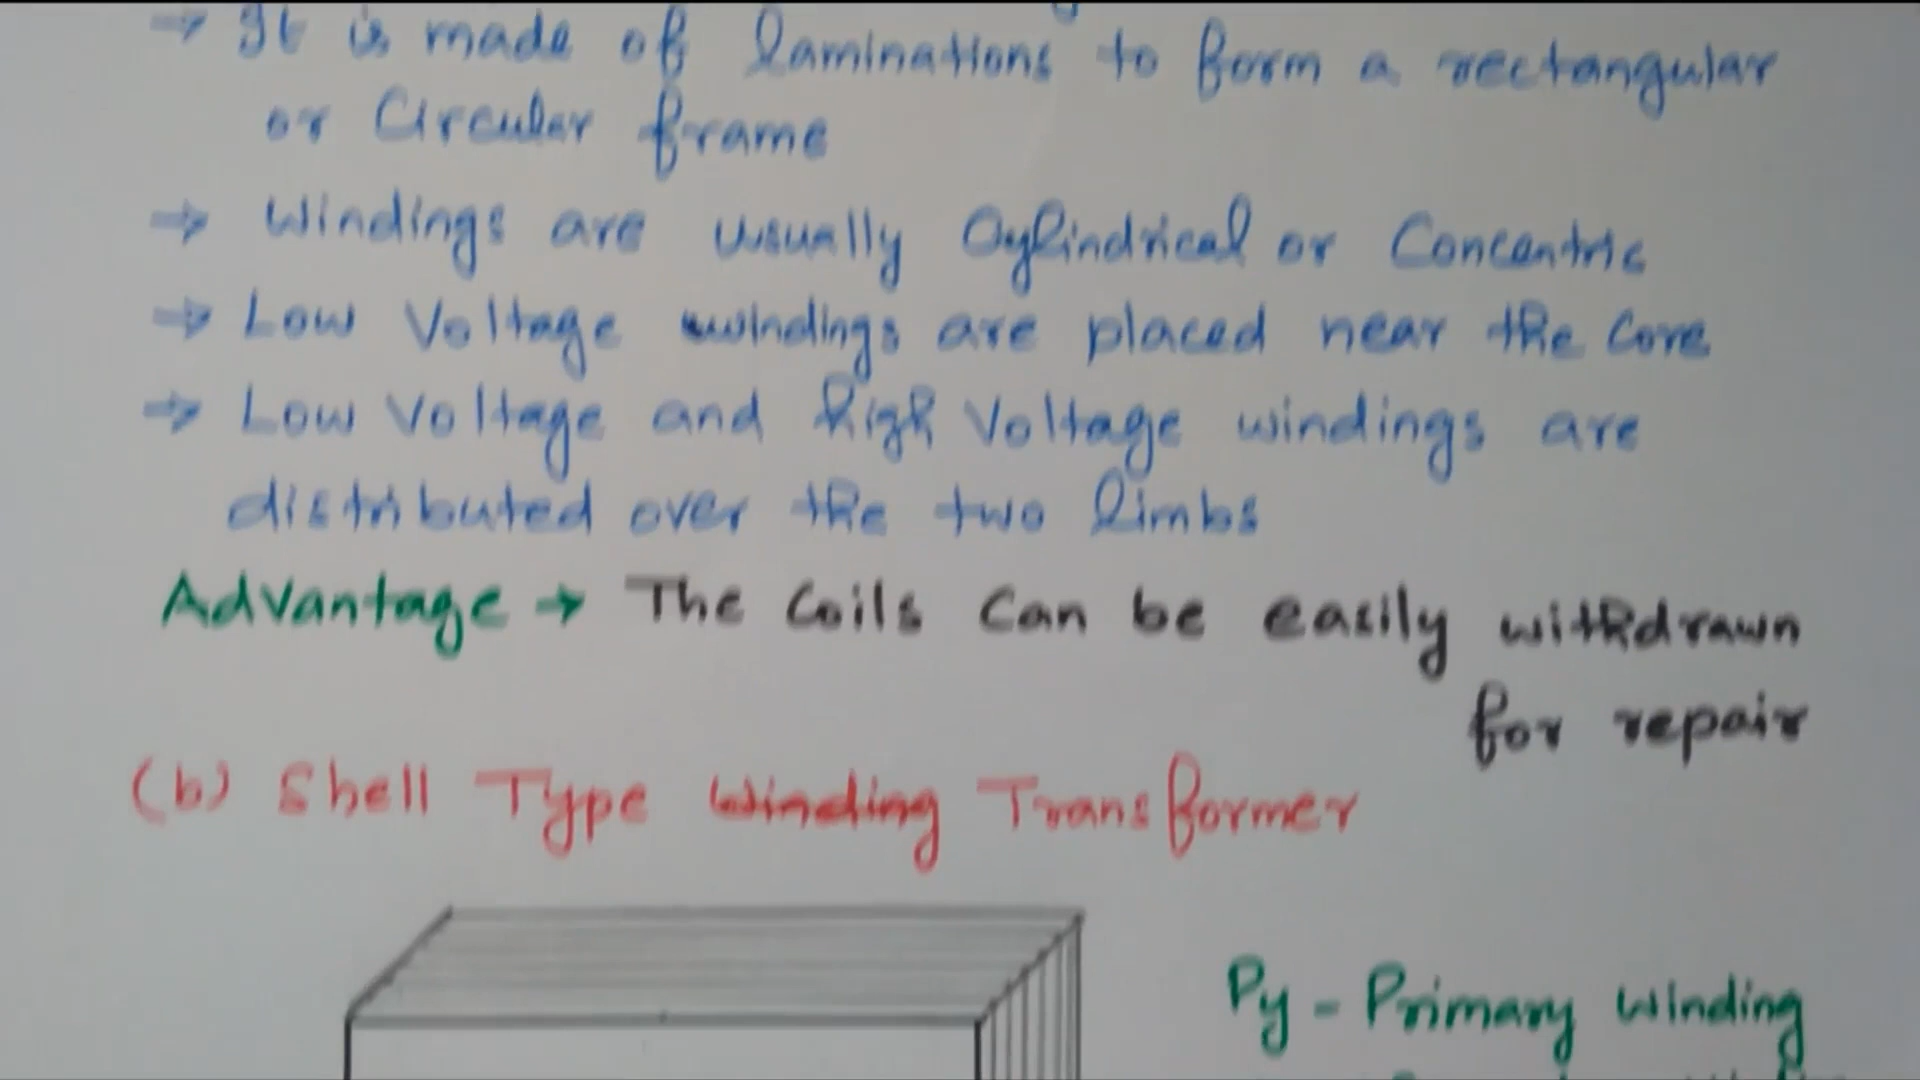 → It is made of laminations to form a rectangular
or Circular frame
→ Windings are usually Cylindrical or Concentric
→ Low Voltage windings are placed near the Core
→ Low Voltage and high Voltage windings are
distributed over the two limbs
Advantage → The Coils Can be easily withdrawn
for repair
(b) Shell Type Winding Transformer
Py - Primary Winding